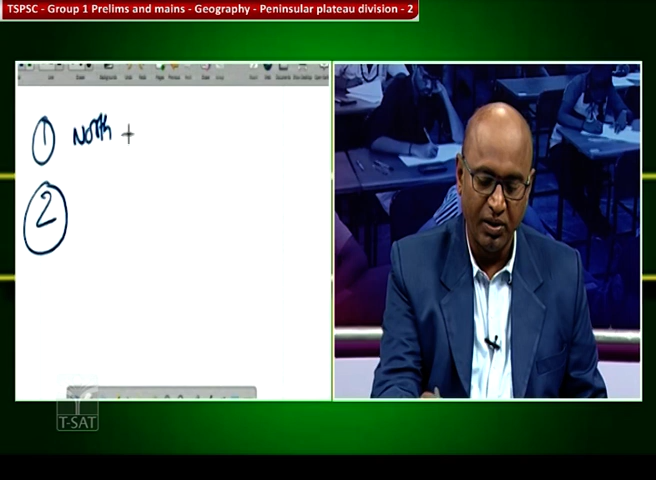 TSPSC - Group 1 Prelims and mains - Geography - Peninsular plateau division - 2
1 North
2
T-SAT